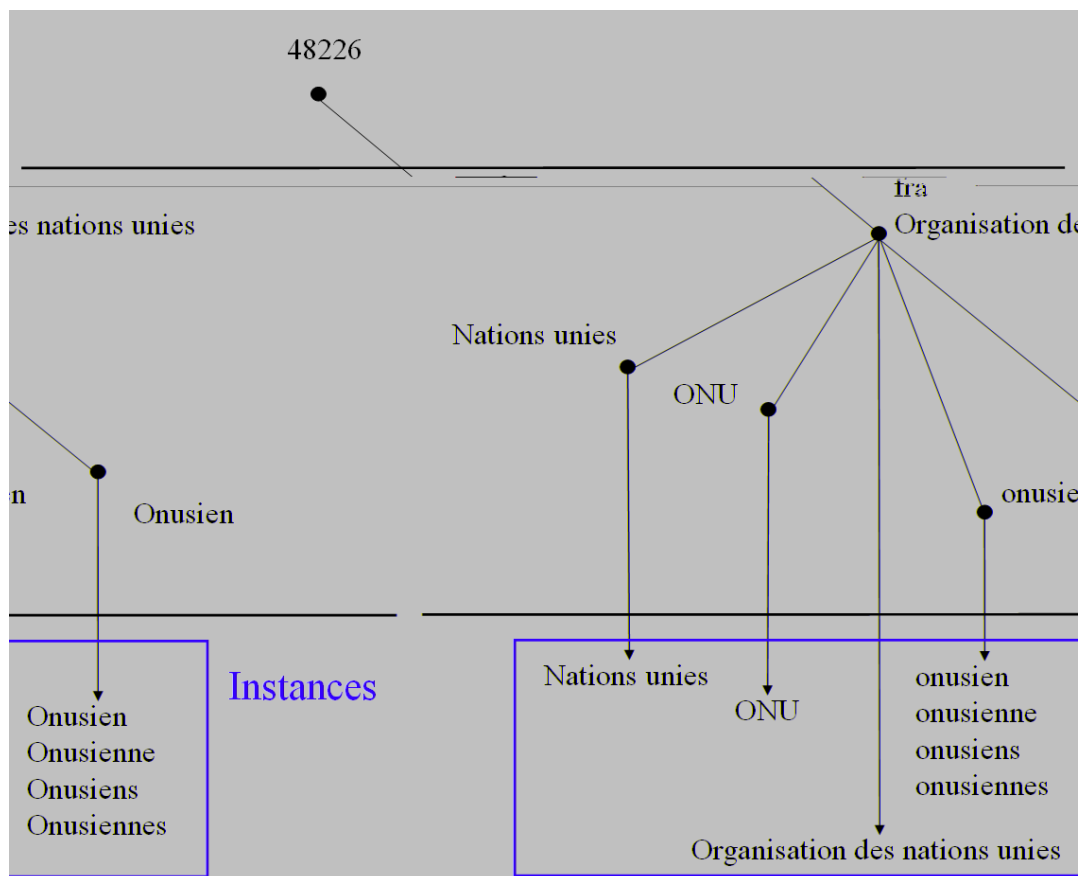 48226
fra
es nations unies
Organisation de
Nations unies
ONU
en
Onusien
onusie
Instances
Nations unies
onusien
ONU
onusienne
onusiens
onusiennes
Onusien
Onusienne
Onusiens
Onusiennes
Organisation des nations unies